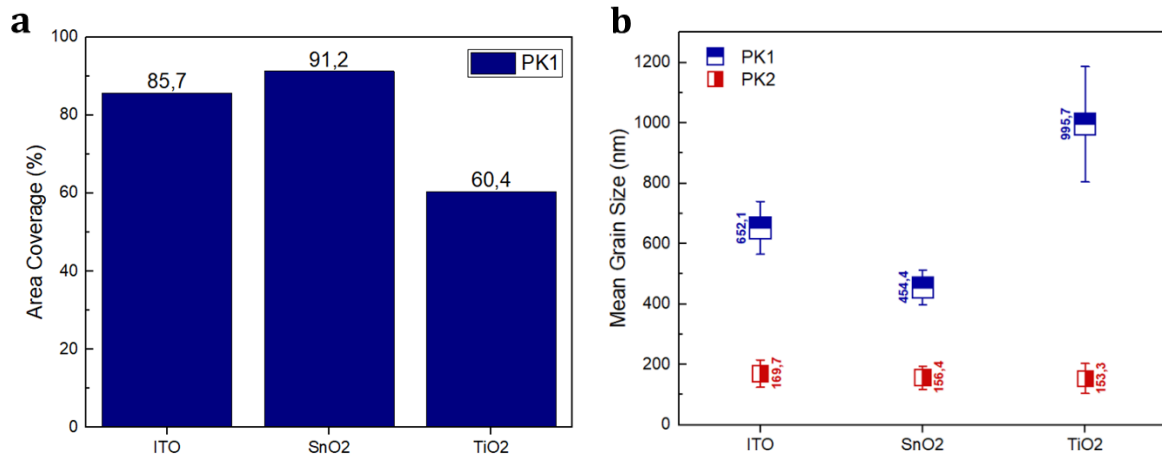 a
100
80
60
40
20
0
Area Coverage (%)
85,7
91,2
60,4
PK1
ITO
SnO2
TiO2
b
1200
1000
800
600
400
200
0
Mean Grain Size (nm)
PK1
PK2
652,1
454,4
995,7
169,7
156,4
153,3
ITO
SnO2
TiO2